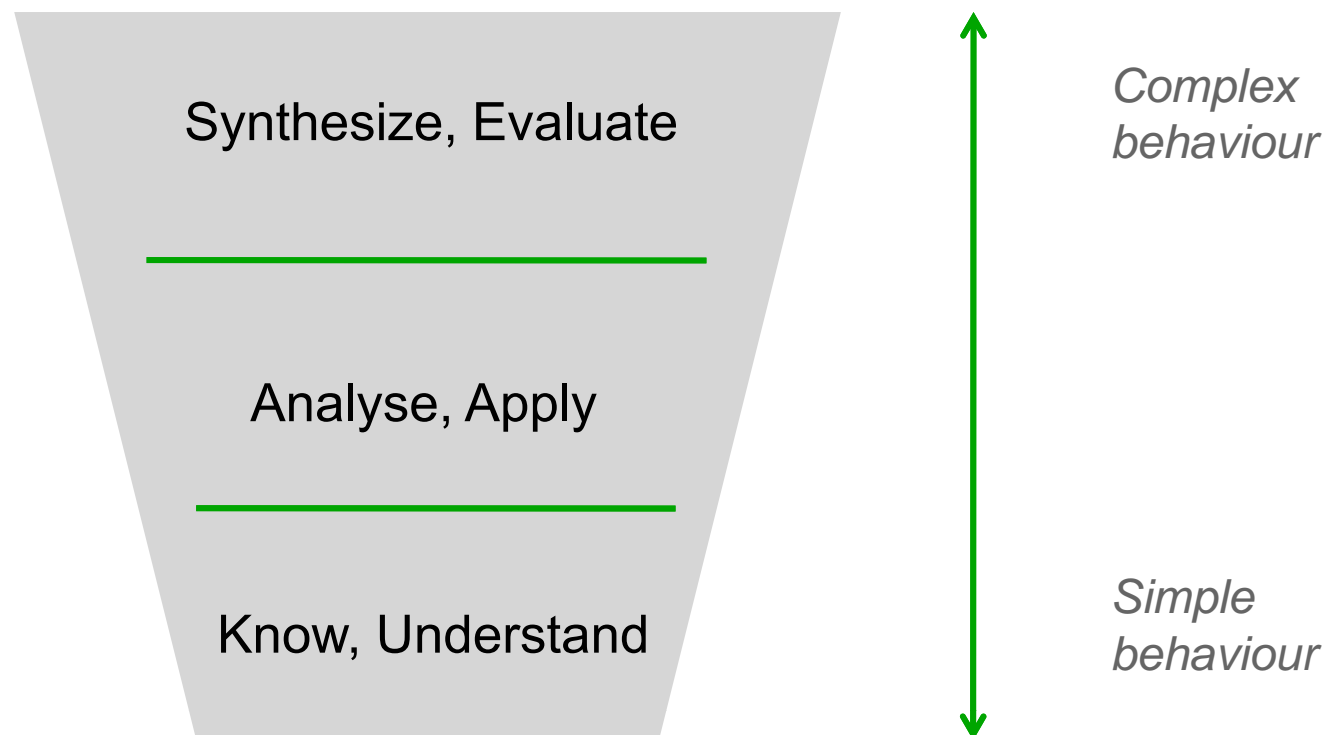 Synthesize, Evaluate
Complex
behaviour
Analyse, Apply
Know, Understand
Simple
behaviour